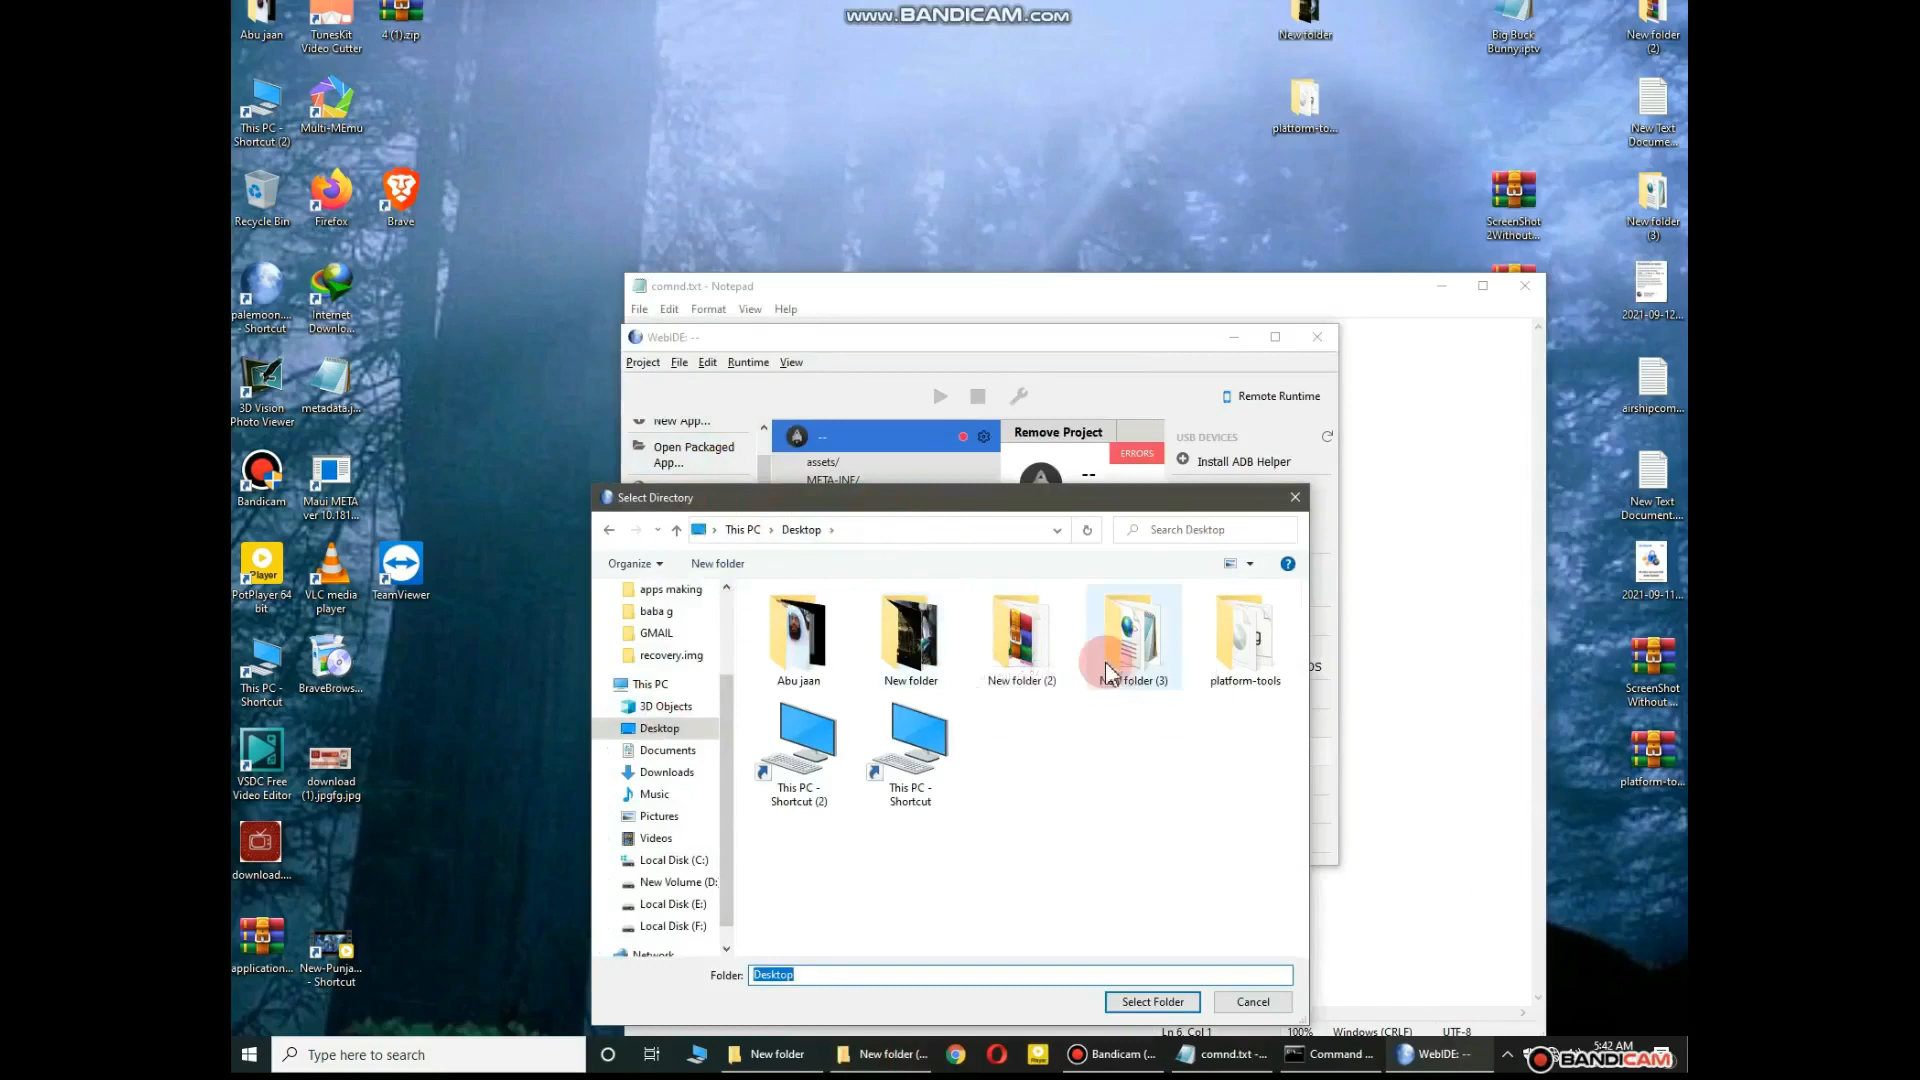 www.BANDICAM.com
Abu jaan
TunesKit
Video Cutter
4 (1).zip
New folder
Big Buck
Bunny.iptv
New folder
(2)
This PC -
Shortcut (2)
Multi-MEmu
platform-to...
New Text
Docume...
Recycle Bin
Firefox
Brave
ScreenShot
2Without...
New folder
(3)
palemoon....
- Shortcut
Internet
Downlo...
2021-09-12...
3D Vision
Photo Viewer
metadata.j...
airshipcom...
Bandicam
Maui META
ver 10.181...
New Text
Document....
PotPlayer 64
bit
VLC media
player
TeamViewer
2021-09-11...
This PC -
Shortcut
BraveBrows...
ScreenShot
Without ...
VSDC Free
Video Editor
download
(1).jpgfg.jpg
platform-to...
download....
application...
New-Punja...
- Shortcut
comnd.txt - Notepad
File Edit Format View Help
WebIDE: --
Project File Edit Runtime View
Remote Runtime
New App...
Open Packaged
App...
--
assets/
META-INF/
Remove Project
ERRORS
--
USB DEVICES
Install ADB Helper
Select Directory
This PC
Desktop
Search Desktop
Organize
New folder
apps making
baba g
GMAIL
recovery.img
This PC
3D Objects
Desktop
Documents
Downloads
Music
Pictures
Videos
Local Disk (C:)
New Volume (D:
Local Disk (E:)
Local Disk (F:)
Network
Abu jaan
New folder
New folder (2)
New folder (3)
platform-tools
This PC -
Shortcut (2)
This PC -
Shortcut
Folder:
Desktop
Select Folder
Cancel
Ln 6, Col 1
100%
Windows (CRLF)
UTF-8
Type here to search
New folder
New folder (...
Bandicam (...
comnd.txt -...
Command ...
WebIDE: --
5:42 AM
BANDICAM